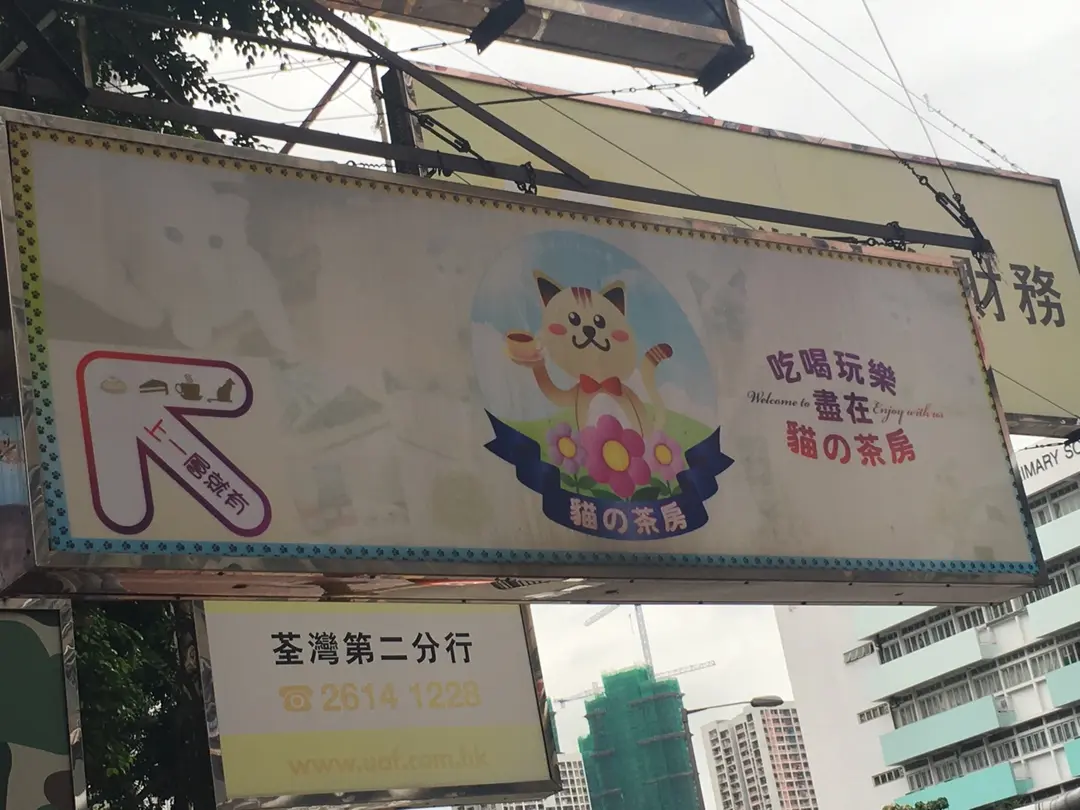 財務
吃喝玩樂
Welcome to 盡在 Enjoy with us
貓の茶房
上一層就有
貓の茶房
IMARY SC
荃灣第二分行
☎2614 1228
www.uaf.com.hk